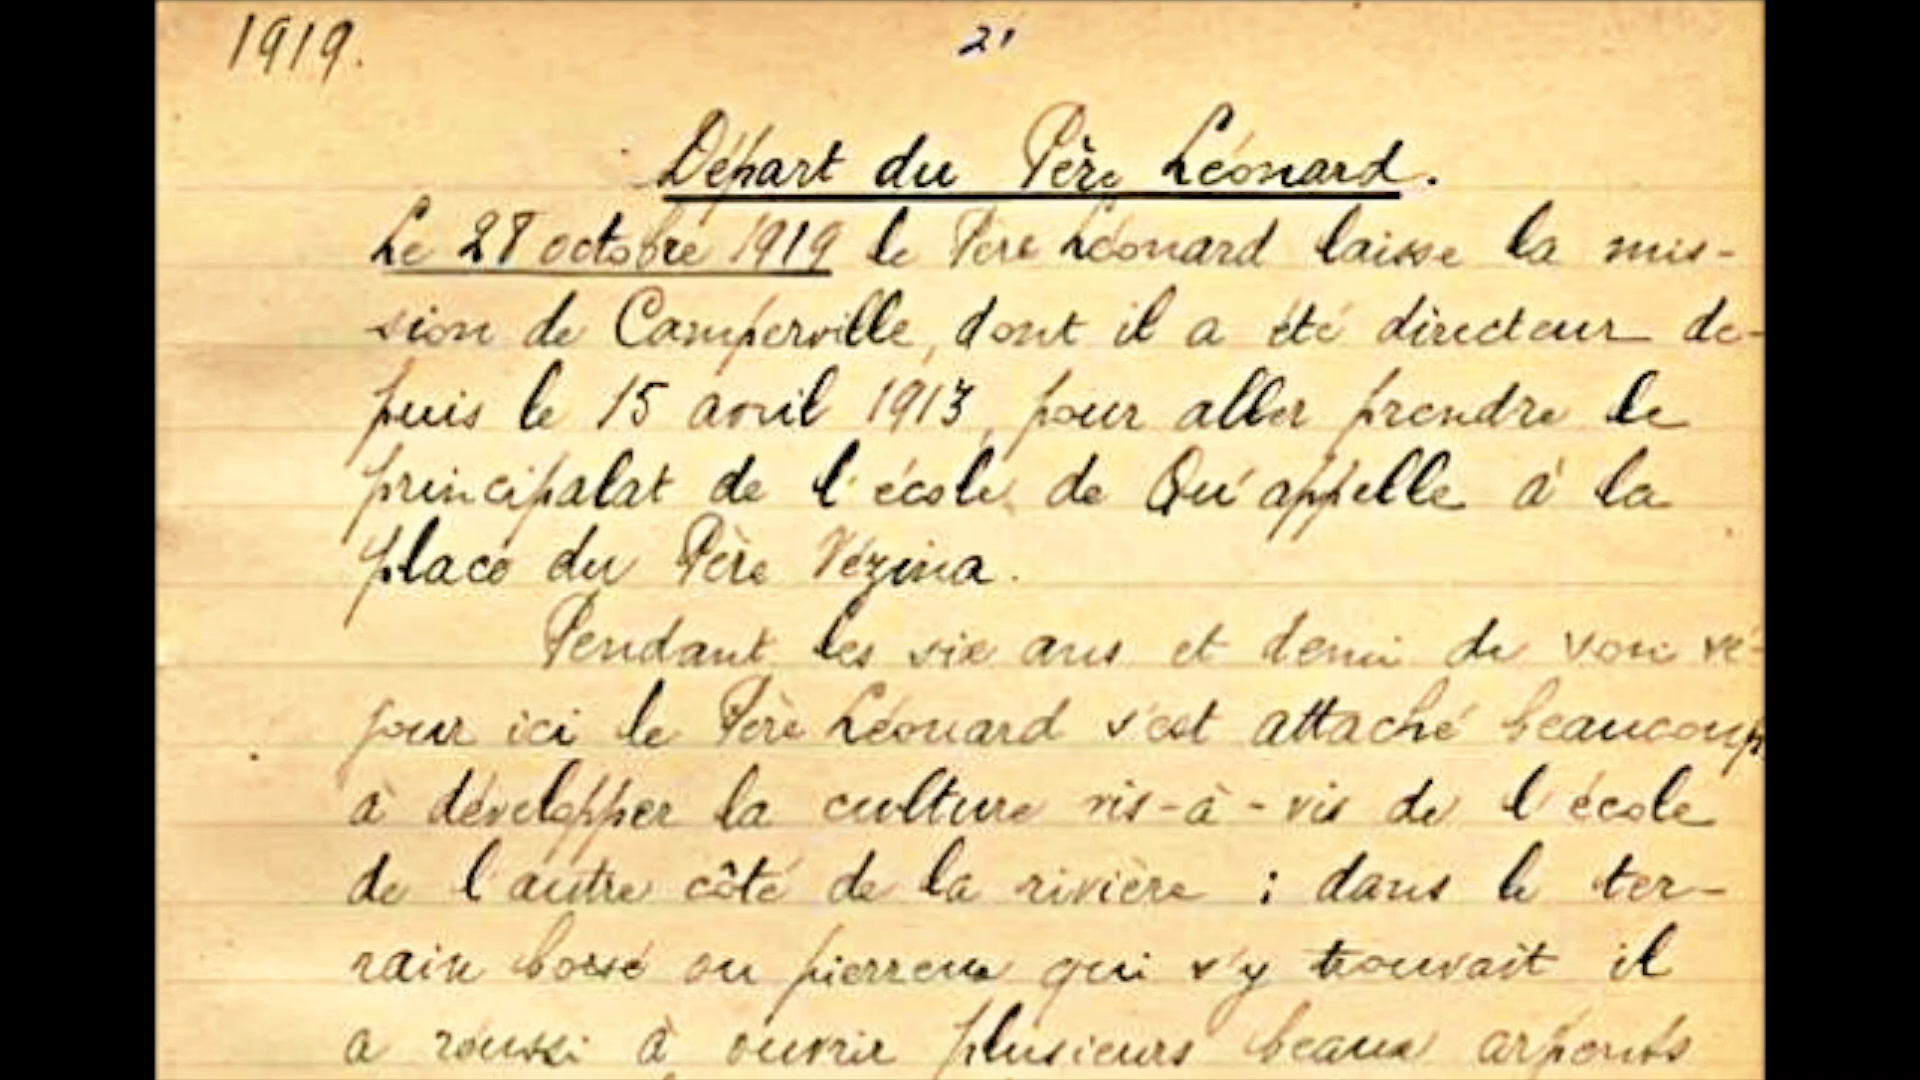 1919.
21
Départ du Père Léonard.
Le 28 octobre 1919 le Père Léonard laisse la mis-
sion de Camperville, dont il a été directeur de-
puis le 15 avril 1913, pour aller prendre le
principalat de l'école de Qu'appelle à la
place du Père Vézina.
Pendant les six ans et demi de son sé-
jour ici le Père Léonard s'est attaché beaucoup
à développer la culture vis-à-vis de l'école
de l'autre côté de la rivière ; dans le ter-
rain boisé ou pierreux qui s'y trouvait il
a réussi à ouvrir plusieurs beaux arpents